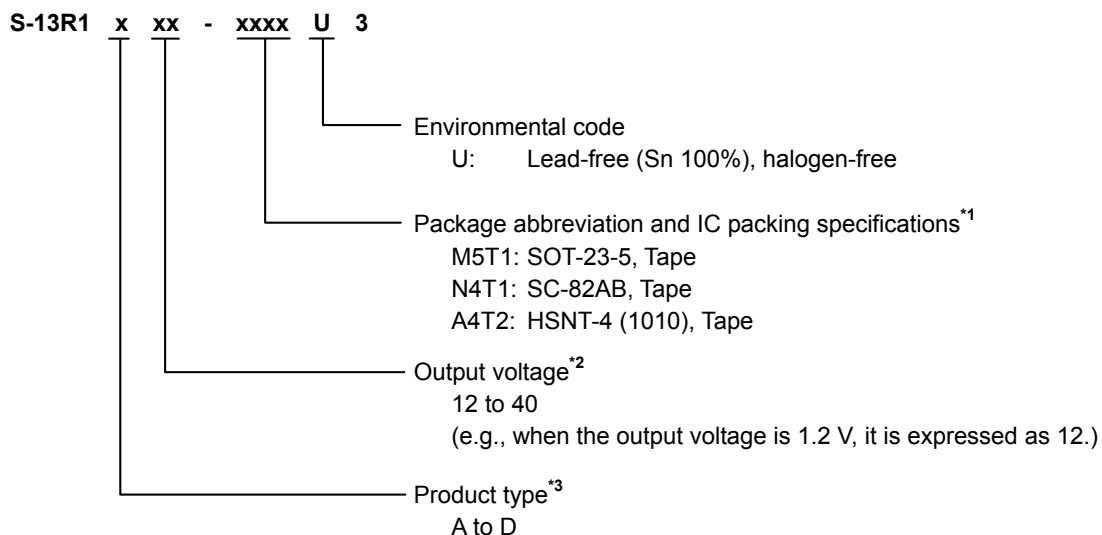 S-13R1 x xx - xxxx U 3
Environmental code
U: Lead-free (Sn 100%), halogen-free
Package abbreviation and IC packing specifications*1
M5T1: SOT-23-5, Tape
N4T1: SC-82AB, Tape
A4T2: HSNT-4 (1010), Tape
Output voltage*2
12 to 40
(e.g., when the output voltage is 1.2 V, it is expressed as 12.)
Product type*3
A to D